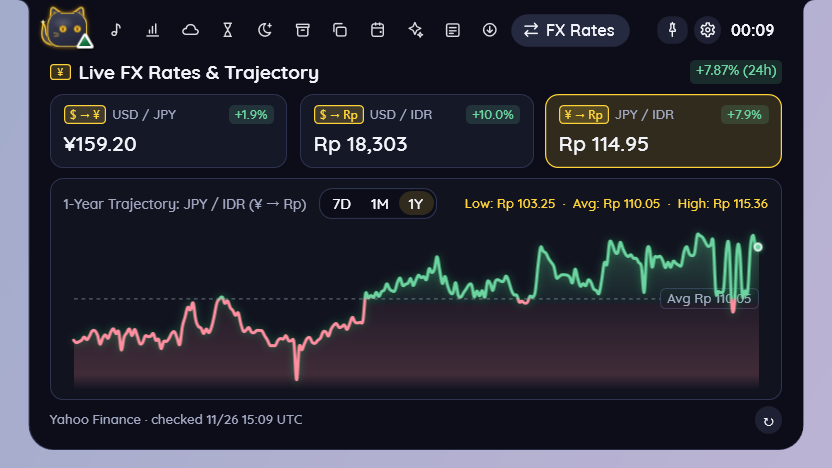 FX Rates
00:09
¥ Live FX Rates & Trajectory
+7.87% (24h)
$→¥ USD / JPY +1.9%
¥159.20
$→Rp USD / IDR +10.0%
Rp 18,303
¥→Rp JPY / IDR +7.9%
Rp 114.95
1-Year Trajectory: JPY / IDR (¥ → Rp)
7D 1M 1Y
Low: Rp 103.25 · Avg: Rp 110.05 · High: Rp 115.36
Avg Rp 110.05
Yahoo Finance · checked 11/26 15:09 UTC